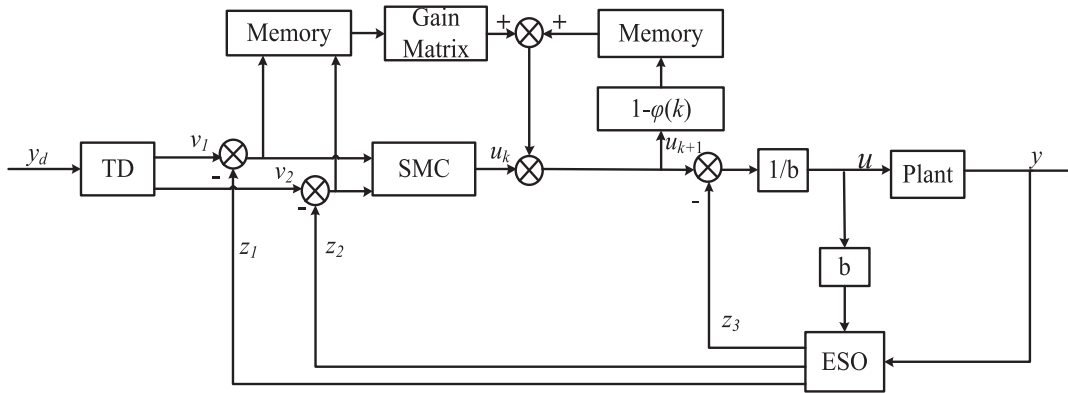 Memory
Gain
Matrix
+
+
Memory
1-φ(k)
y_d
TD
v_1
-
v_2
-
SMC
u_k
u_{k+1}
-
1/b
u
Plant
y
z_1
z_2
z_3
b
ESO